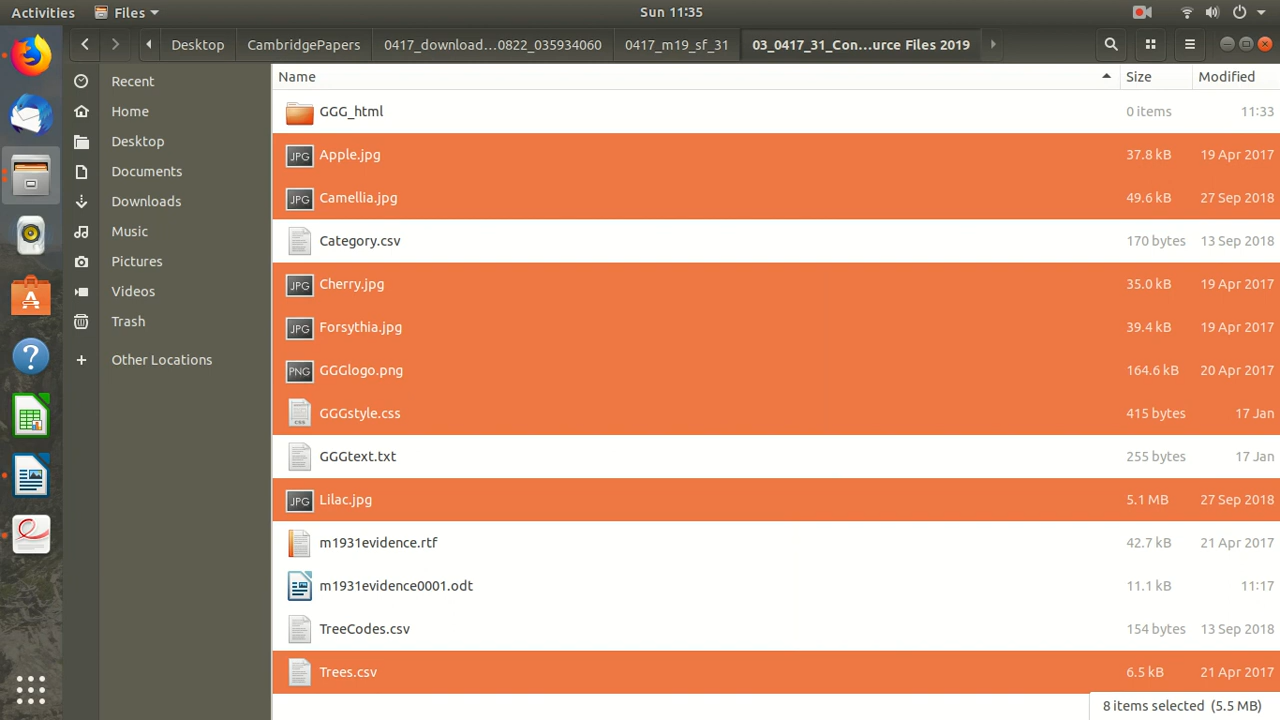 Activities Files Sun 11:35
Desktop CambridgePapers 0417_download...0822_035934060 0417_m19_sf_31 03_0417_31_Con...urce Files 2019
Name Size Modified
Recent
Home
Desktop
Documents
Downloads
Music
Pictures
Videos
Trash
+ Other Locations
GGG_html 0 items 11:33
JPG Apple.jpg 37.8 kB 19 Apr 2017
JPG Camellia.jpg 49.6 kB 27 Sep 2018
Category.csv 170 bytes 13 Sep 2018
JPG Cherry.jpg 35.0 kB 19 Apr 2017
JPG Forsythia.jpg 39.4 kB 19 Apr 2017
PNG GGGlogo.png 164.6 kB 20 Apr 2017
CSS GGGstyle.css 415 bytes 17 Jan
GGGtext.txt 255 bytes 17 Jan
JPG Lilac.jpg 5.1 MB 27 Sep 2018
m1931evidence.rtf 42.7 kB 21 Apr 2017
m1931evidence0001.odt 11.1 kB 11:17
TreeCodes.csv 154 bytes 13 Sep 2018
Trees.csv 6.5 kB 21 Apr 2017
8 items selected (5.5 MB)